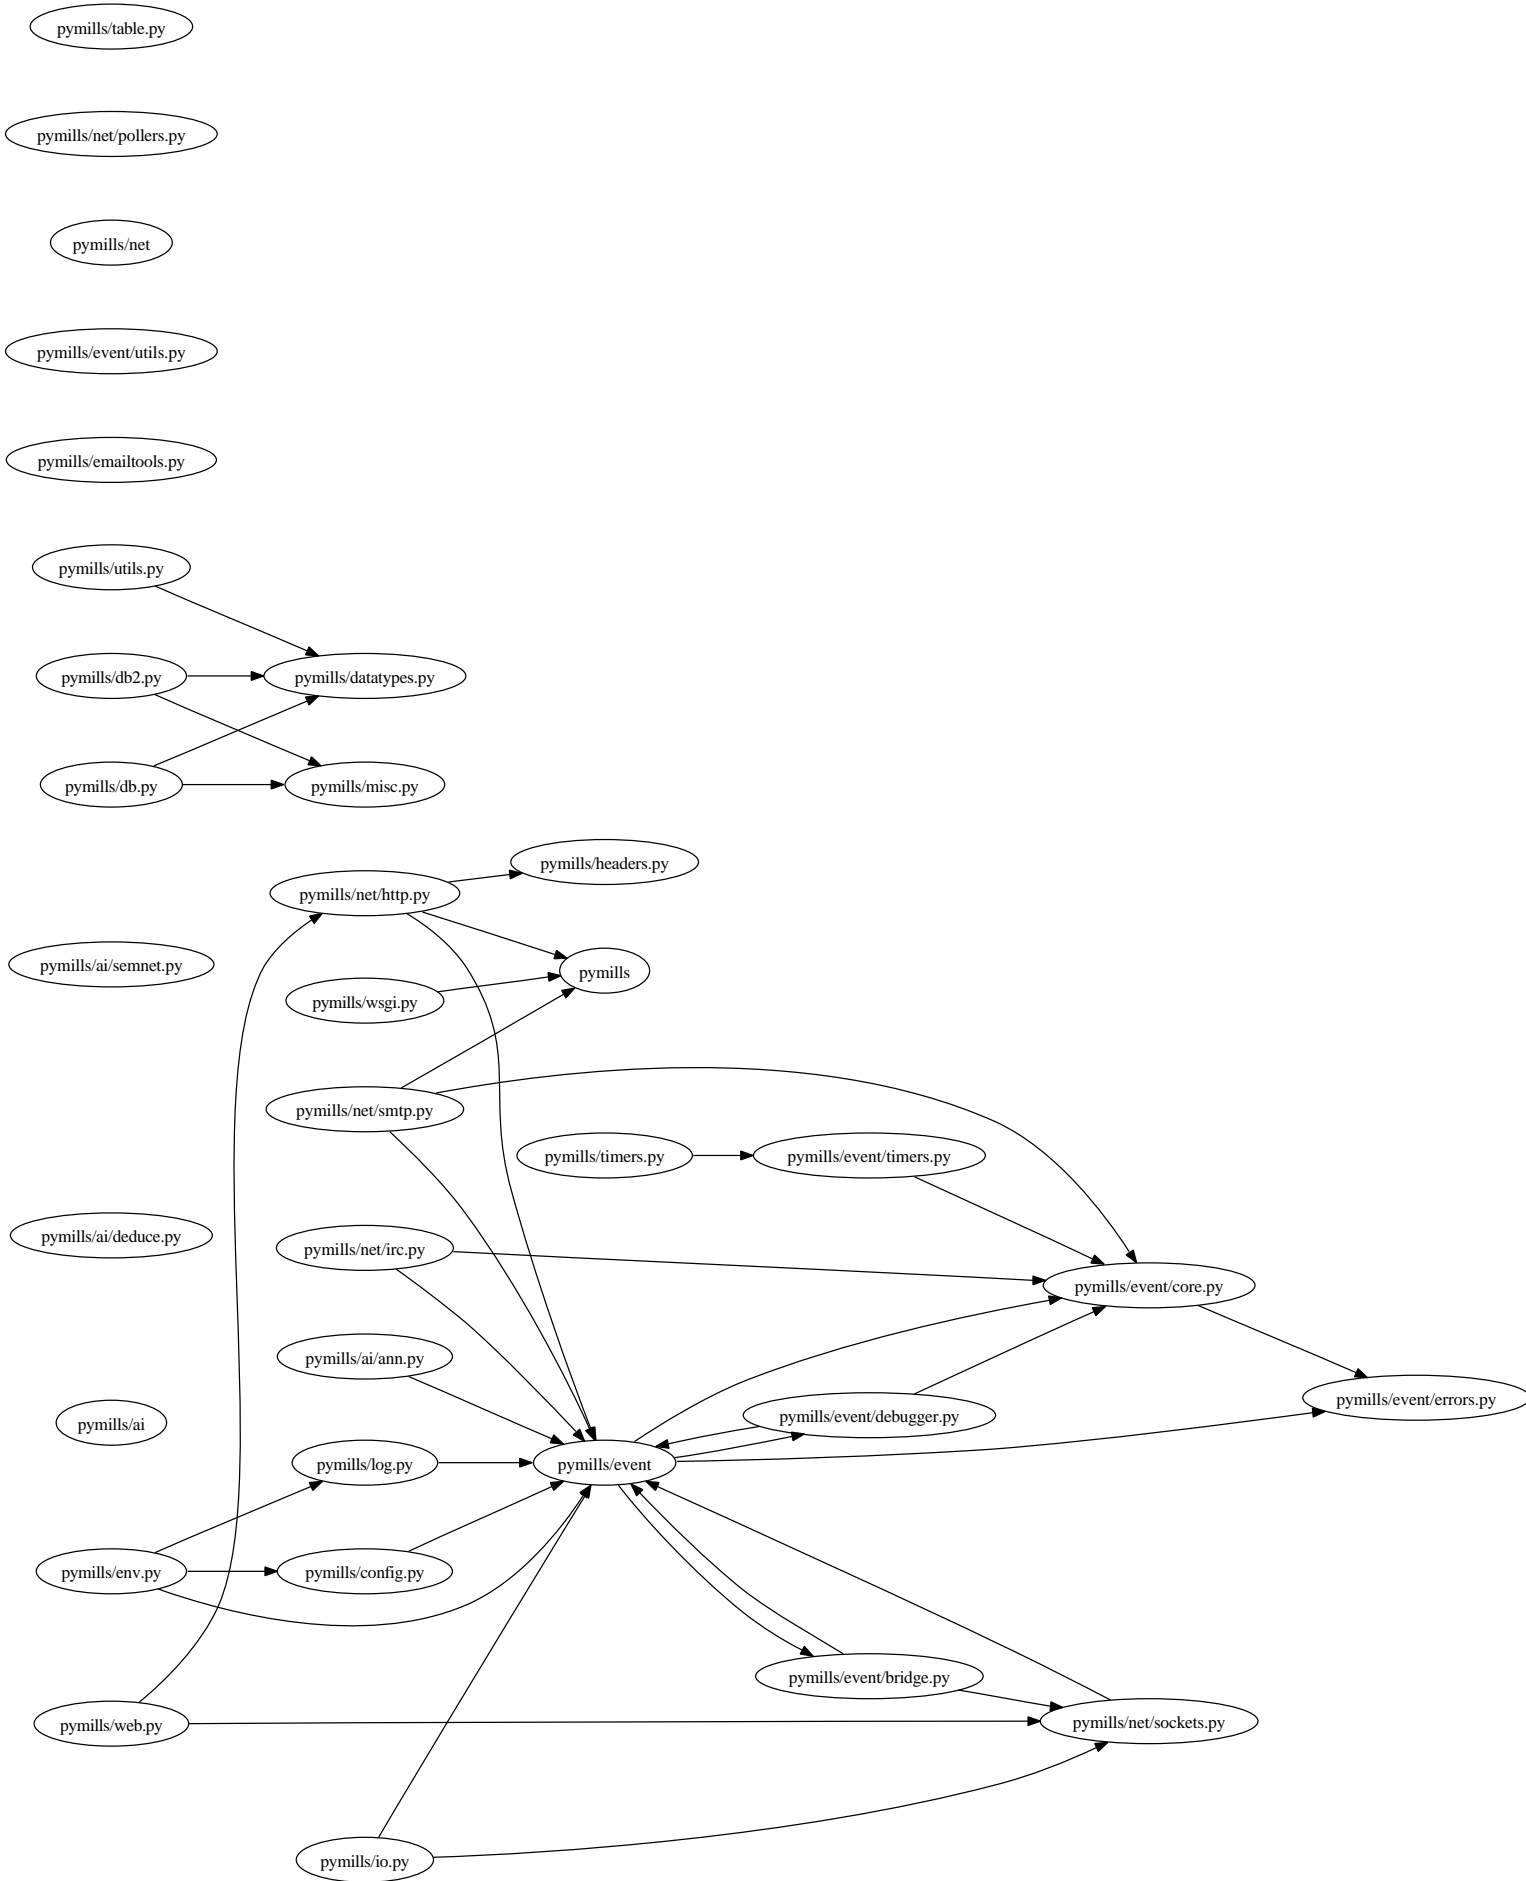 pymills/table.py
pymills/net/pollers.py
pymills/net
pymills/event/utils.py
pymills/emailtools.py
pymills/utils.py
pymills/db2.py
pymills/datatypes.py
pymills/db.py
pymills/misc.py
pymills/headers.py
pymills/net/http.py
pymills/ai/semnet.py
pymills
pymills/wsgi.py
pymills/net/smtp.py
pymills/timers.py
pymills/event/timers.py
pymills/ai/deduce.py
pymills/net/irc.py
pymills/event/core.py
pymills/ai/ann.py
pymills/event/errors.py
pymills/event/debugger.py
pymills/ai
pymills/log.py
pymills/event
pymills/env.py
pymills/config.py
pymills/event/bridge.py
pymills/web.py
pymills/net/sockets.py
pymills/io.py